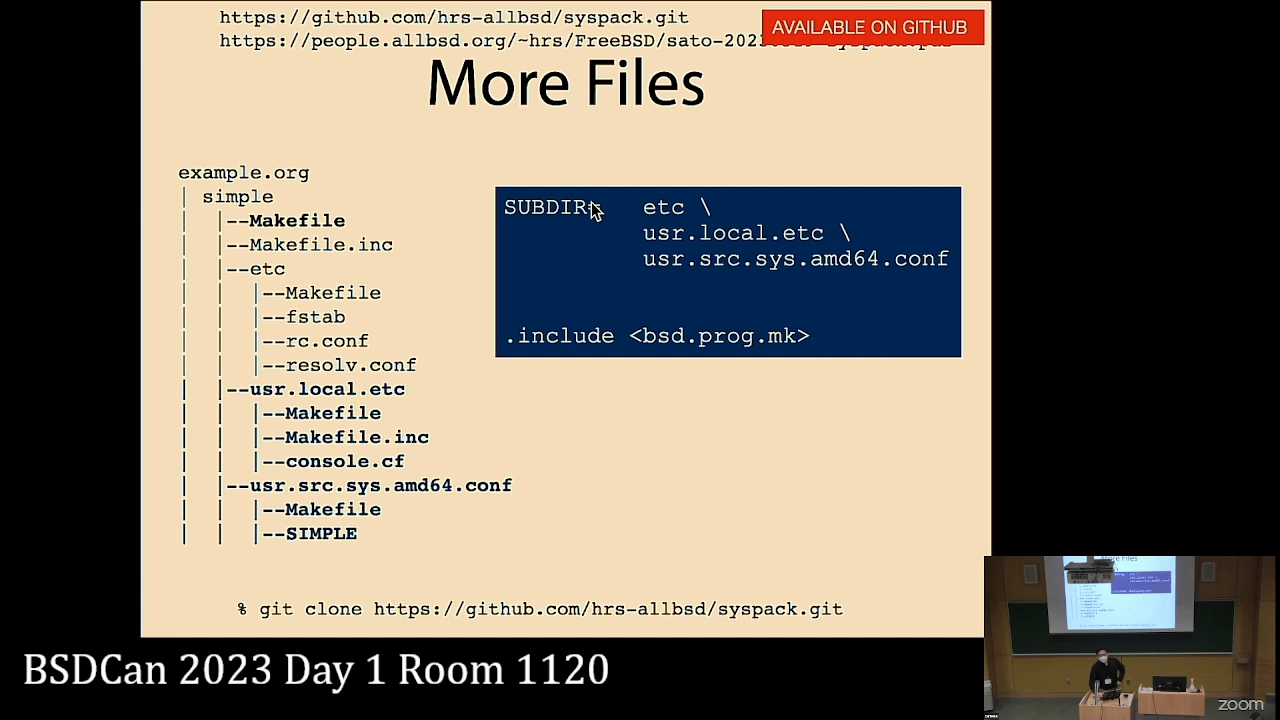 https://github.com/hrs-allbsd/syspack.git
AVAILABLE ON GITHUB
https://people.allbsd.org/~hrs/FreeBSD/
More Files
example.org
| simple
| |--Makefile
| |--Makefile.inc
| |--etc
| | |--Makefile
| | |--fstab
| | |--rc.conf
| | |--resolv.conf
| |--usr.local.etc
| | |--Makefile
| | |--Makefile.inc
| | |--console.cf
| |--usr.src.sys.amd64.conf
| | |--Makefile
| | |--SIMPLE
SUBDIR= etc \
usr.local.etc \
usr.src.sys.amd64.conf
.include <bsd.prog.mk>
% git clone https://github.com/hrs-allbsd/syspack.git
BSDCan 2023 Day 1 Room 1120
More Files
zoom